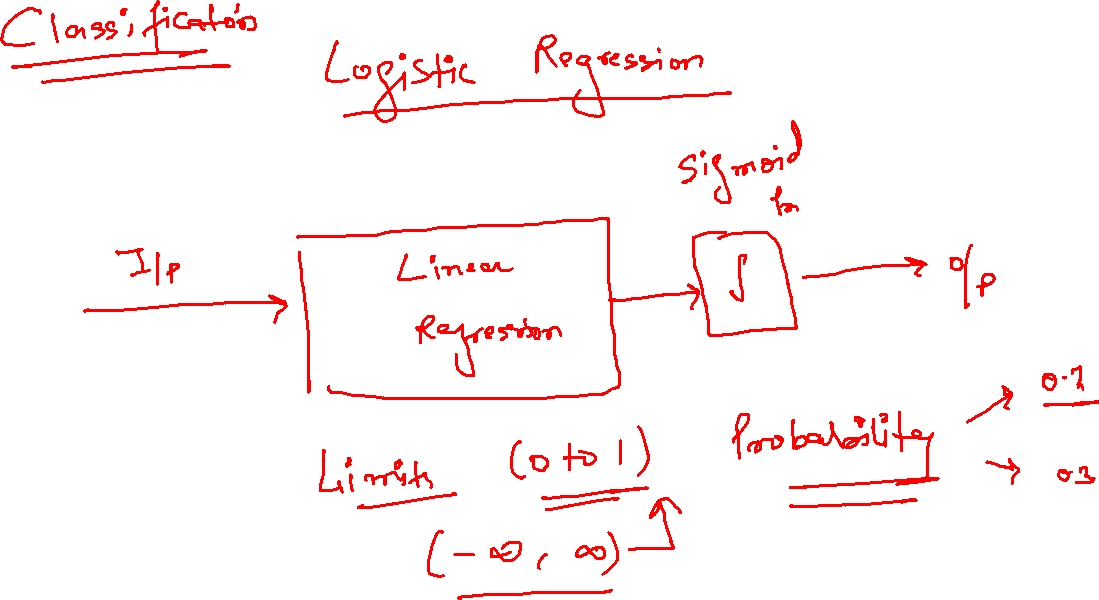 Classification
Logistic Regression
Sigmoid
fn
I/P
Linear
Regression
∫
O/P
Limits (0 to 1)
Probability
0.7
0.3
(-∞, ∞)